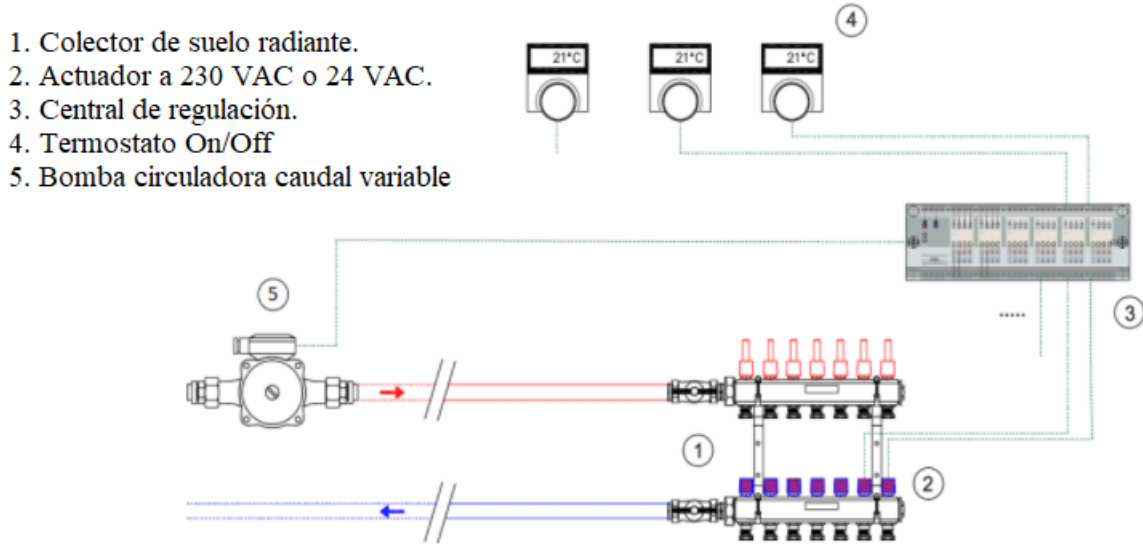 1. Colector de suelo radiante.
2. Actuador a 230 VAC o 24 VAC.
3. Central de regulación.
4. Termostato On/Off
5. Bomba circuladora caudal variable
4
21°C
21°C
21°C
5
3
.....
1
2